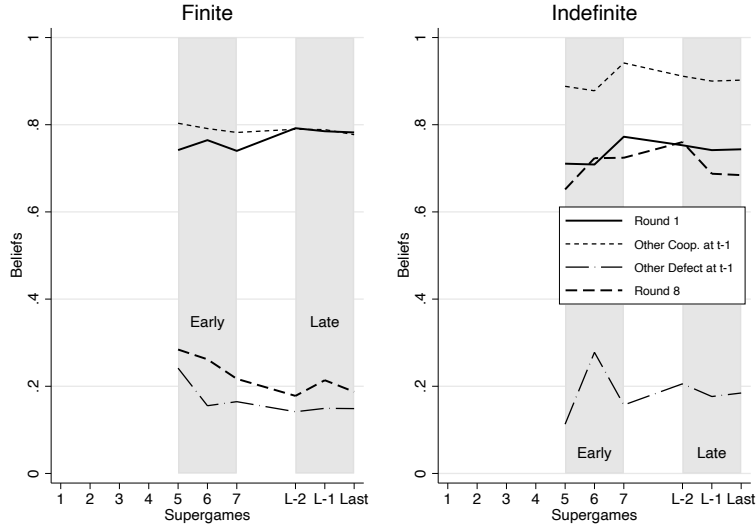 Finite
Indefinite
Beliefs
0
.2
.4
.6
.8
1
Early
Late
1 2 3 4 5 6 7 L-2 L-1 Last
Supergames
Beliefs
0
.2
.4
.6
.8
1
Round 1
Other Coop. at t-1
Other Defect at t-1
Round 8
Early
Late
1 2 3 4 5 6 7 L-2 L-1 Last
Supergames